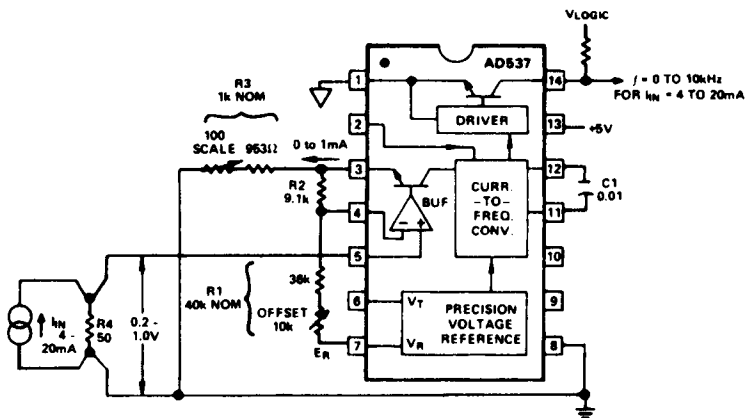 VLOGIC
AD537
1
14
f = 0 TO 10kHz
FOR IIN = 4 TO 20mA
R3
1k NOM
DRIVER
2
13
+5V
100
SCALE
953Ω
0 to 1mA
3
12
R2
9.1k
BUF
CURR.
-TO-
FREQ.
CONV.
C1
0.01
4
11
- +
5
10
R1
40k NOM
36k
OFFSET
10k
6
VT
PRECISION
VOLTAGE
REFERENCE
9
IIN
4 -
20mA
R4
50
0.2 -
1.0V
ER
7
VR
8